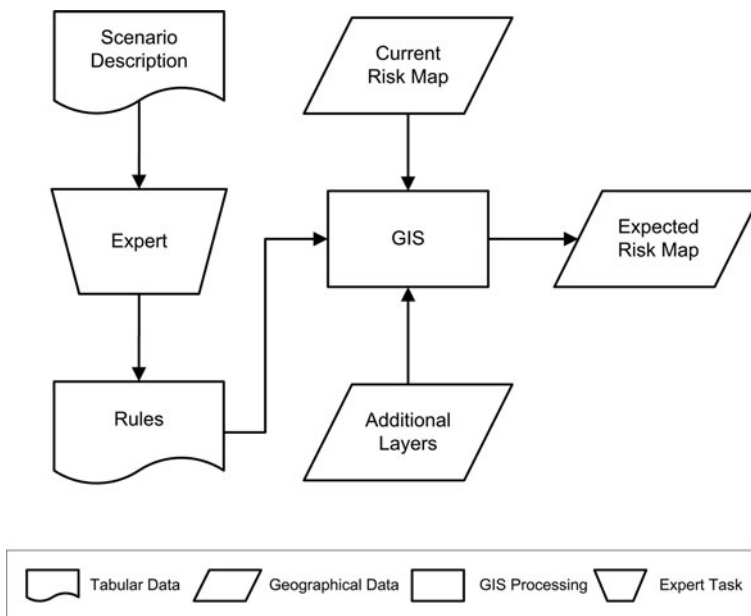 Scenario
Description
Current
Risk Map
Expert
GIS
Expected
Risk Map
Rules
Additional
Layers
Tabular Data
Geographical Data
GIS Processing
Expert Task